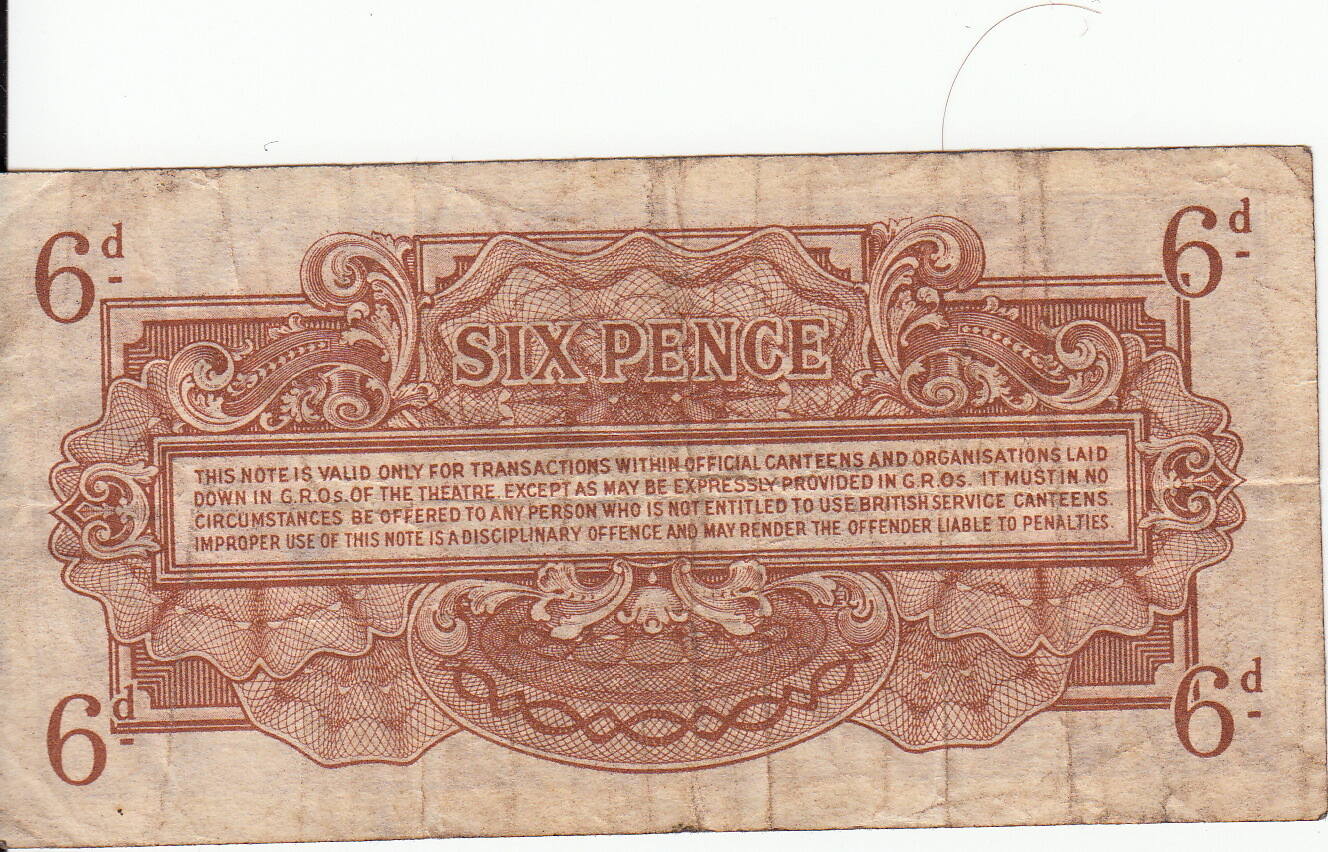 6d
6d
SIX PENCE
THIS NOTE IS VALID ONLY FOR TRANSACTIONS WITHIN OFFICIAL CANTEENS AND ORGANISATIONS LAID
DOWN IN G.R.Os. OF THE THEATRE, EXCEPT AS MAY BE EXPRESSLY PROVIDED IN G.R.Os. IT MUST IN NO
CIRCUMSTANCES BE OFFERED TO ANY PERSON WHO IS NOT ENTITLED TO USE BRITISH SERVICE CANTEENS
IMPROPER USE OF THIS NOTE IS A DISCIPLINARY OFFENCE AND MAY RENDER THE OFFENDER LIABLE TO PENALTIES.
6d
6d